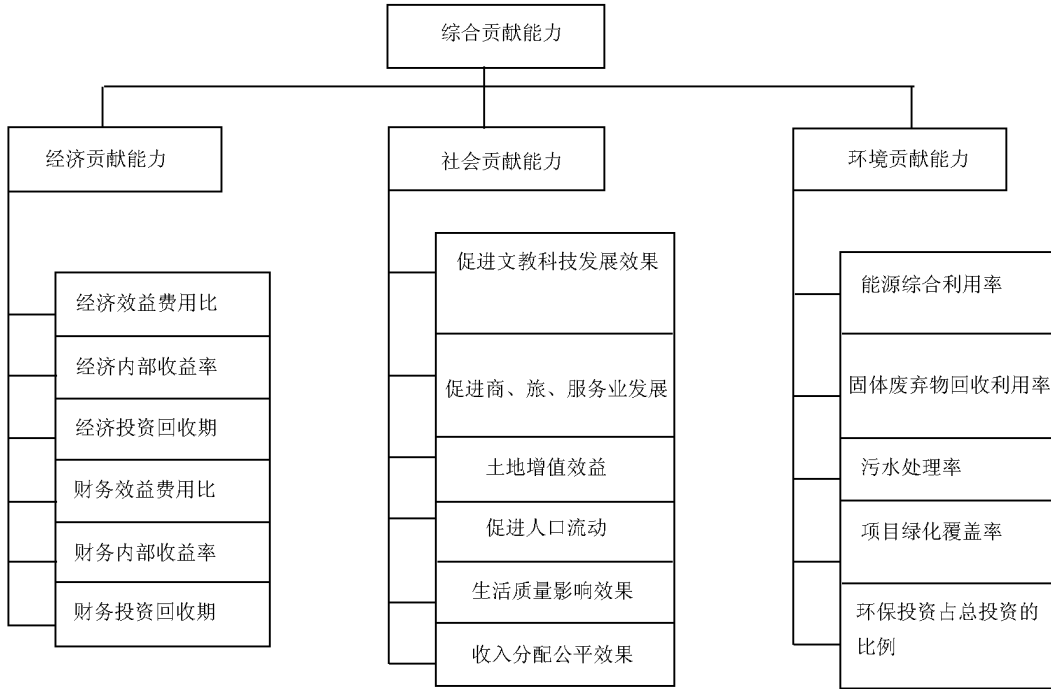 综合贡献能力
经济贡献能力
社会贡献能力
环境贡献能力
经济效益费用比
经济内部收益率
经济投资回收期
财务效益费用比
财务内部收益率
财务投资回收期
促进文教科技发展效果
促进商、旅、服务业发展
土地增值效益
促进人口流动
生活质量影响效果
收入分配公平效果
能源综合利用率
固体废弃物回收利用率
污水处理率
项目绿化覆盖率
环保投资占总投资的
比例